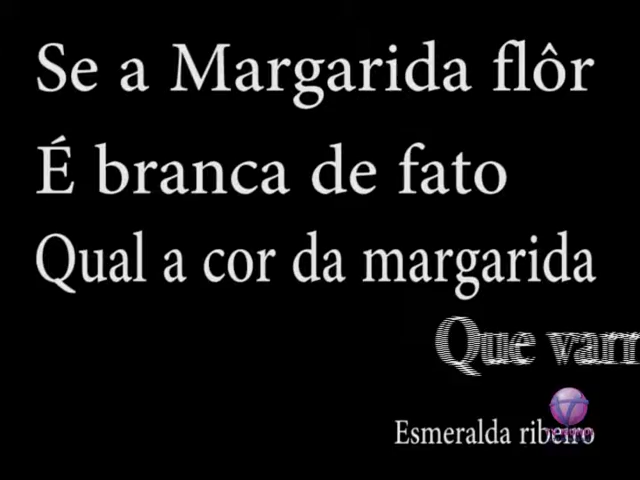 Se a Margarida flôr
É branca de fato
Qual a cor da margarida
Que varr
Esmeralda ribeiro